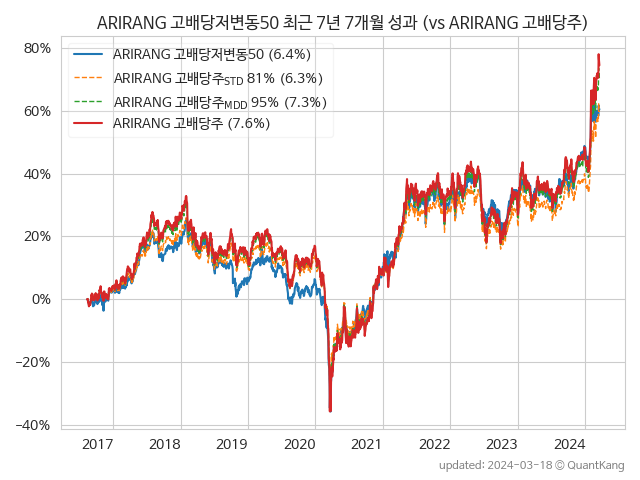 ARIRANG 고배당저변동50 최근 7년 7개월 성과 (vs ARIRANG 고배당주)
80%
60%
40%
20%
0%
−20%
−40%
ARIRANG 고배당저변동50 (6.4%)
ARIRANG 고배당주STD 81% (6.3%)
ARIRANG 고배당주MDD 95% (7.3%)
ARIRANG 고배당주 (7.6%)
2017 2018 2019 2020 2021 2022 2023 2024
updated: 2024-03-18 © QuantKang